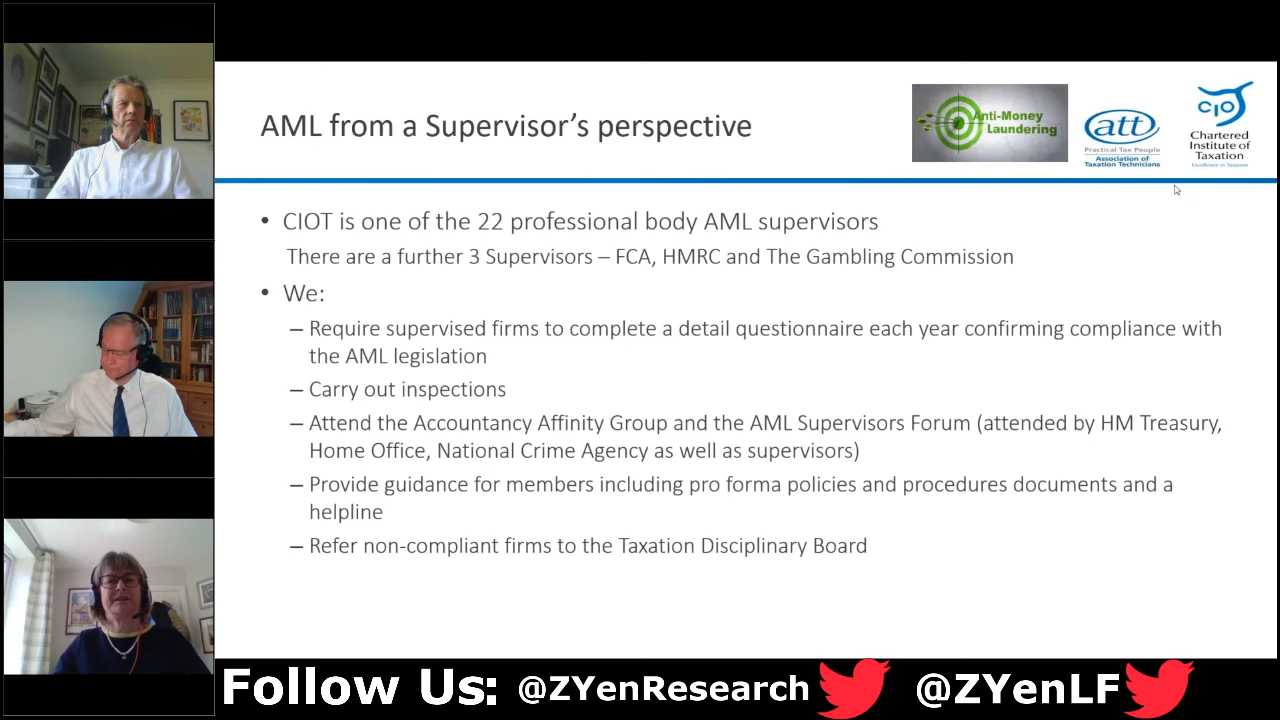 AML from a Supervisor's perspective
Anti-Money
Laundering
att
Practical Tax People
Association of
Taxation Technicians
CIOT
Chartered
Institute of
Taxation
Excellence in Taxation
• CIOT is one of the 22 professional body AML supervisors
There are a further 3 Supervisors – FCA, HMRC and The Gambling Commission
• We:
– Require supervised firms to complete a detail questionnaire each year confirming compliance with
the AML legislation
– Carry out inspections
– Attend the Accountancy Affinity Group and the AML Supervisors Forum (attended by HM Treasury,
Home Office, National Crime Agency as well as supervisors)
– Provide guidance for members including pro forma policies and procedures documents and a
helpline
– Refer non-compliant firms to the Taxation Disciplinary Board
Follow Us: @ZYenResearch @ZYenLF